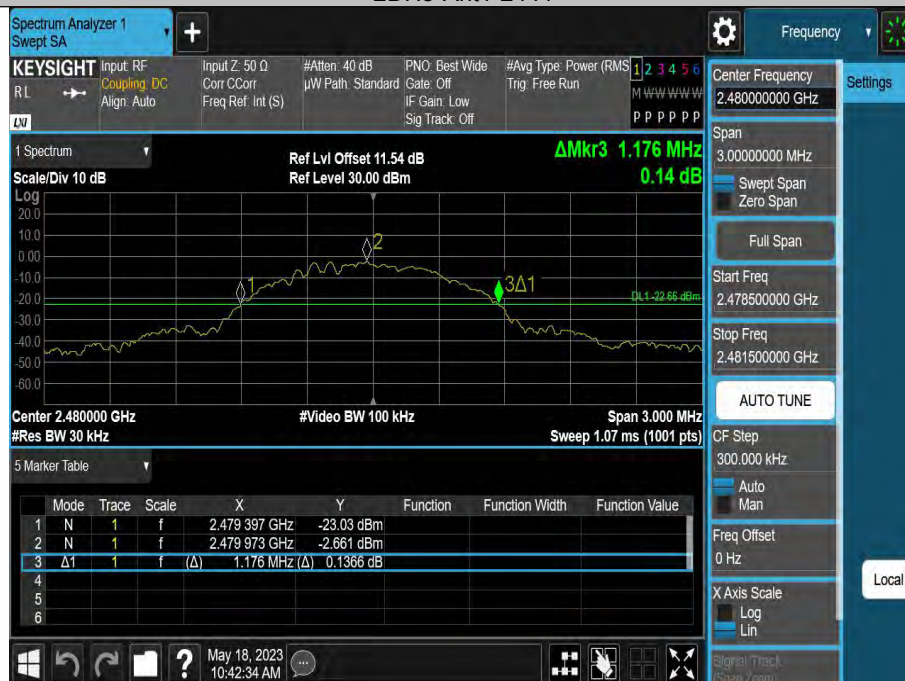 Spectrum Analyzer 1
Swept SA
+
Frequency
KEYSIGHT
RL
LXI
Input: RF
Coupling: DC
Align: Auto
Input Z: 50 Ω
Corr CCorr
Freq Ref: Int (S)
#Atten: 40 dB
µW Path: Standard
PNO: Best Wide
Gate: Off
IF Gain: Low
Sig Track: Off
#Avg Type: Power (RMS
Trig: Free Run
1 2 3 4 5 6
M W W W W W
P P P P P P
Settings
Center Frequency
2.480000000 GHz
Span
3.00000000 MHz
Swept Span
Zero Span
Full Span
Start Freq
2.478500000 GHz
Stop Freq
2.481500000 GHz
AUTO TUNE
CF Step
300.000 kHz
Auto
Man
Freq Offset
0 Hz
X Axis Scale
Log
Lin
Signal Track
(Span Zoom)
Local
1 Spectrum
Scale/Div 10 dB
Ref Lvl Offset 11.54 dB
Ref Level 30.00 dBm
ΔMkr3 1.176 MHz
0.14 dB
Log
20.0
10.0
0.00
-10.0
-20.0
-30.0
-40.0
-50.0
-60.0
1
2
3Δ1
DL1 -22.66 dBm
Center 2.480000 GHz
#Video BW 100 kHz
Span 3.000 MHz
#Res BW 30 kHz
Sweep 1.07 ms (1001 pts)
5 Marker Table
Mode Trace Scale X Y Function Function Width Function Value
1 N 1 f 2.479 397 GHz -23.03 dBm
2 N 1 f 2.479 973 GHz -2.661 dBm
3 Δ1 1 f (Δ) 1.176 MHz (Δ) 0.1366 dB
4
5
6
?
May 18, 2023
10:42:34 AM